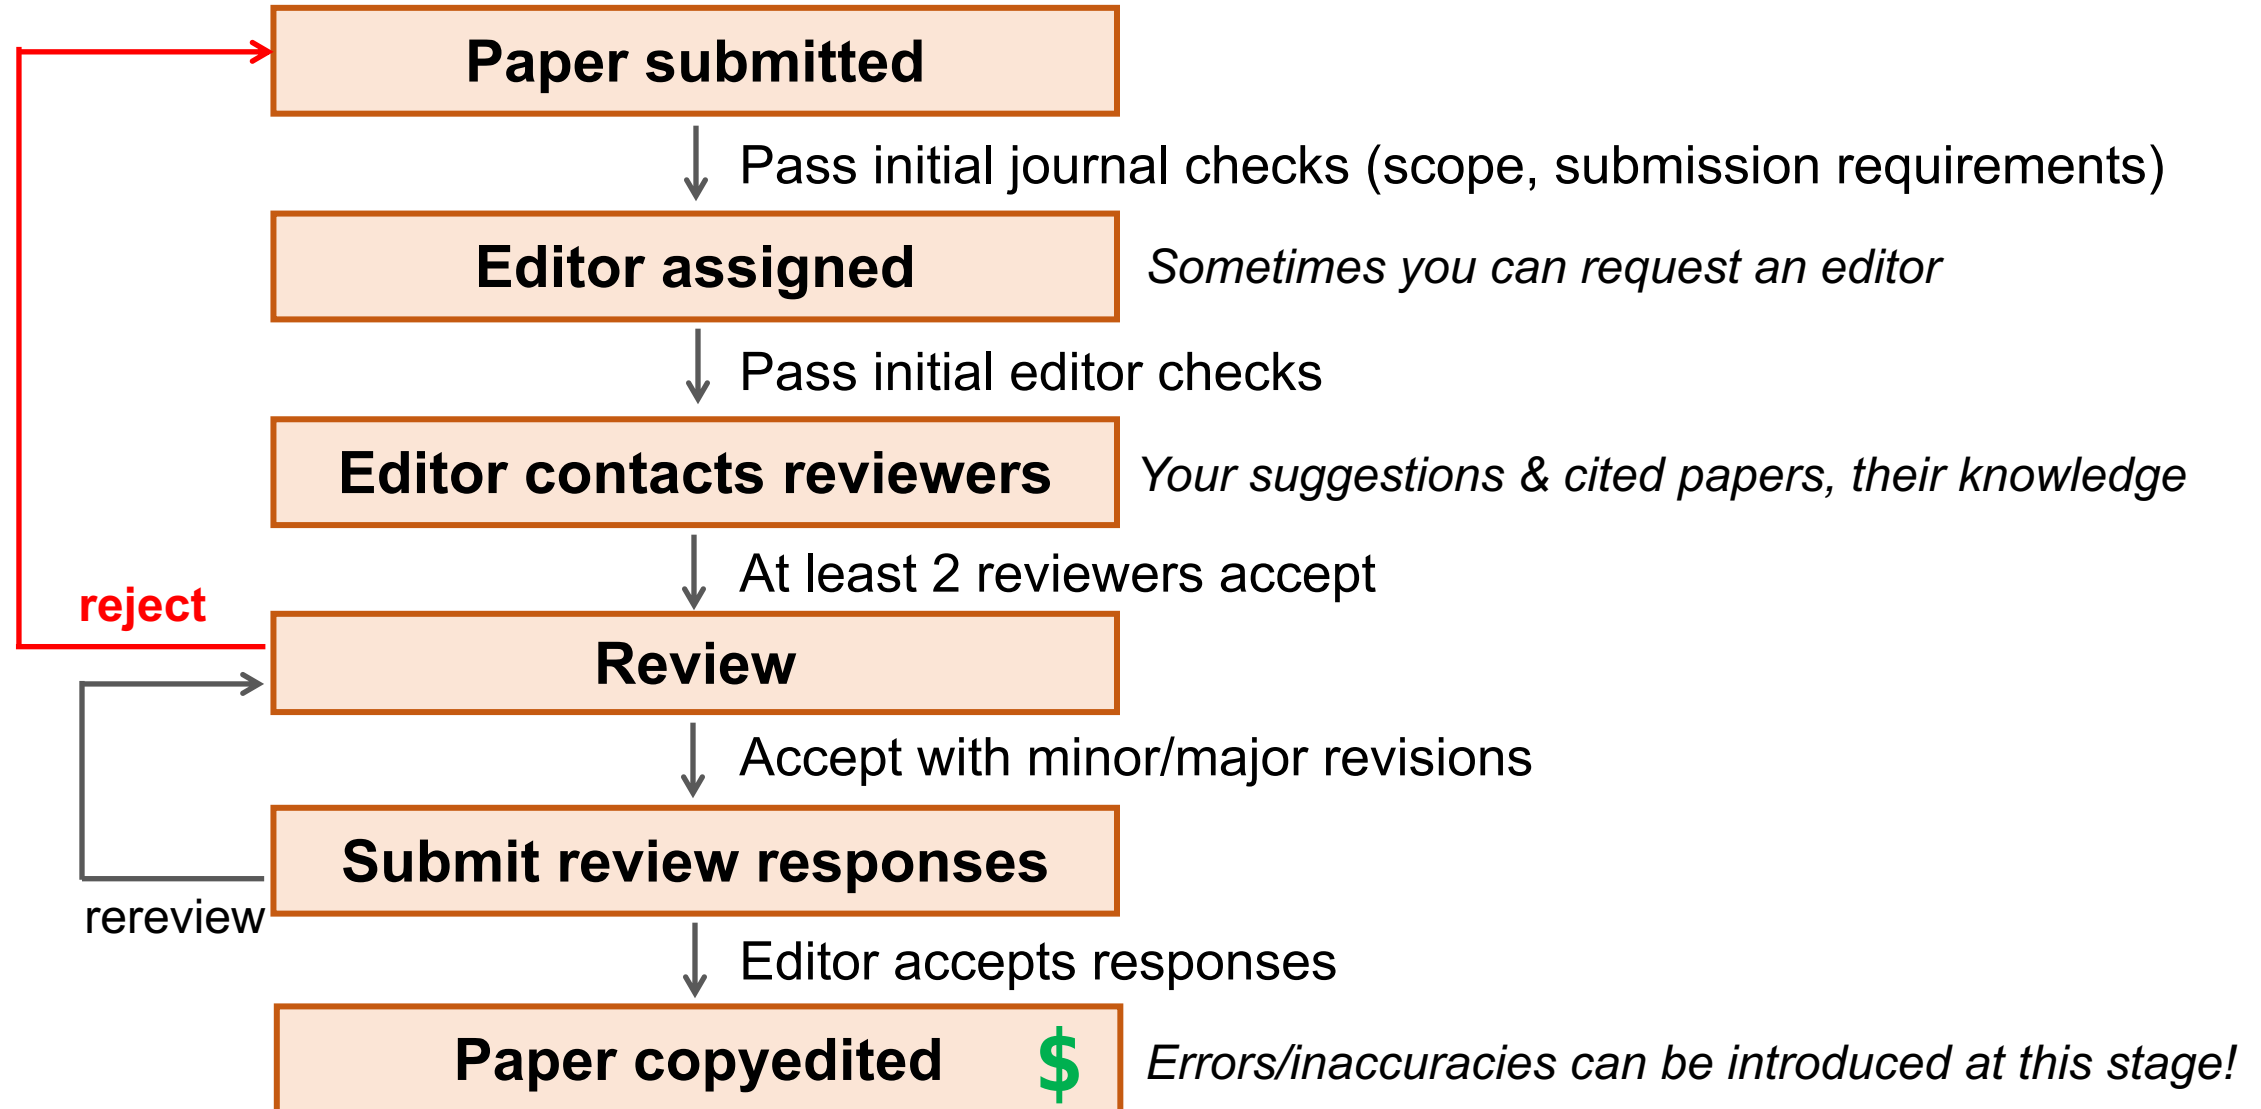 Paper submitted
Pass initial journal checks (scope, submission requirements)
Editor assigned
Sometimes you can request an editor
Pass initial editor checks
Editor contacts reviewers
Your suggestions & cited papers, their knowledge
At least 2 reviewers accept
reject
Review
Accept with minor/major revisions
Submit review responses
rereview
Editor accepts responses
Paper copyedited $
Errors/inaccuracies can be introduced at this stage!